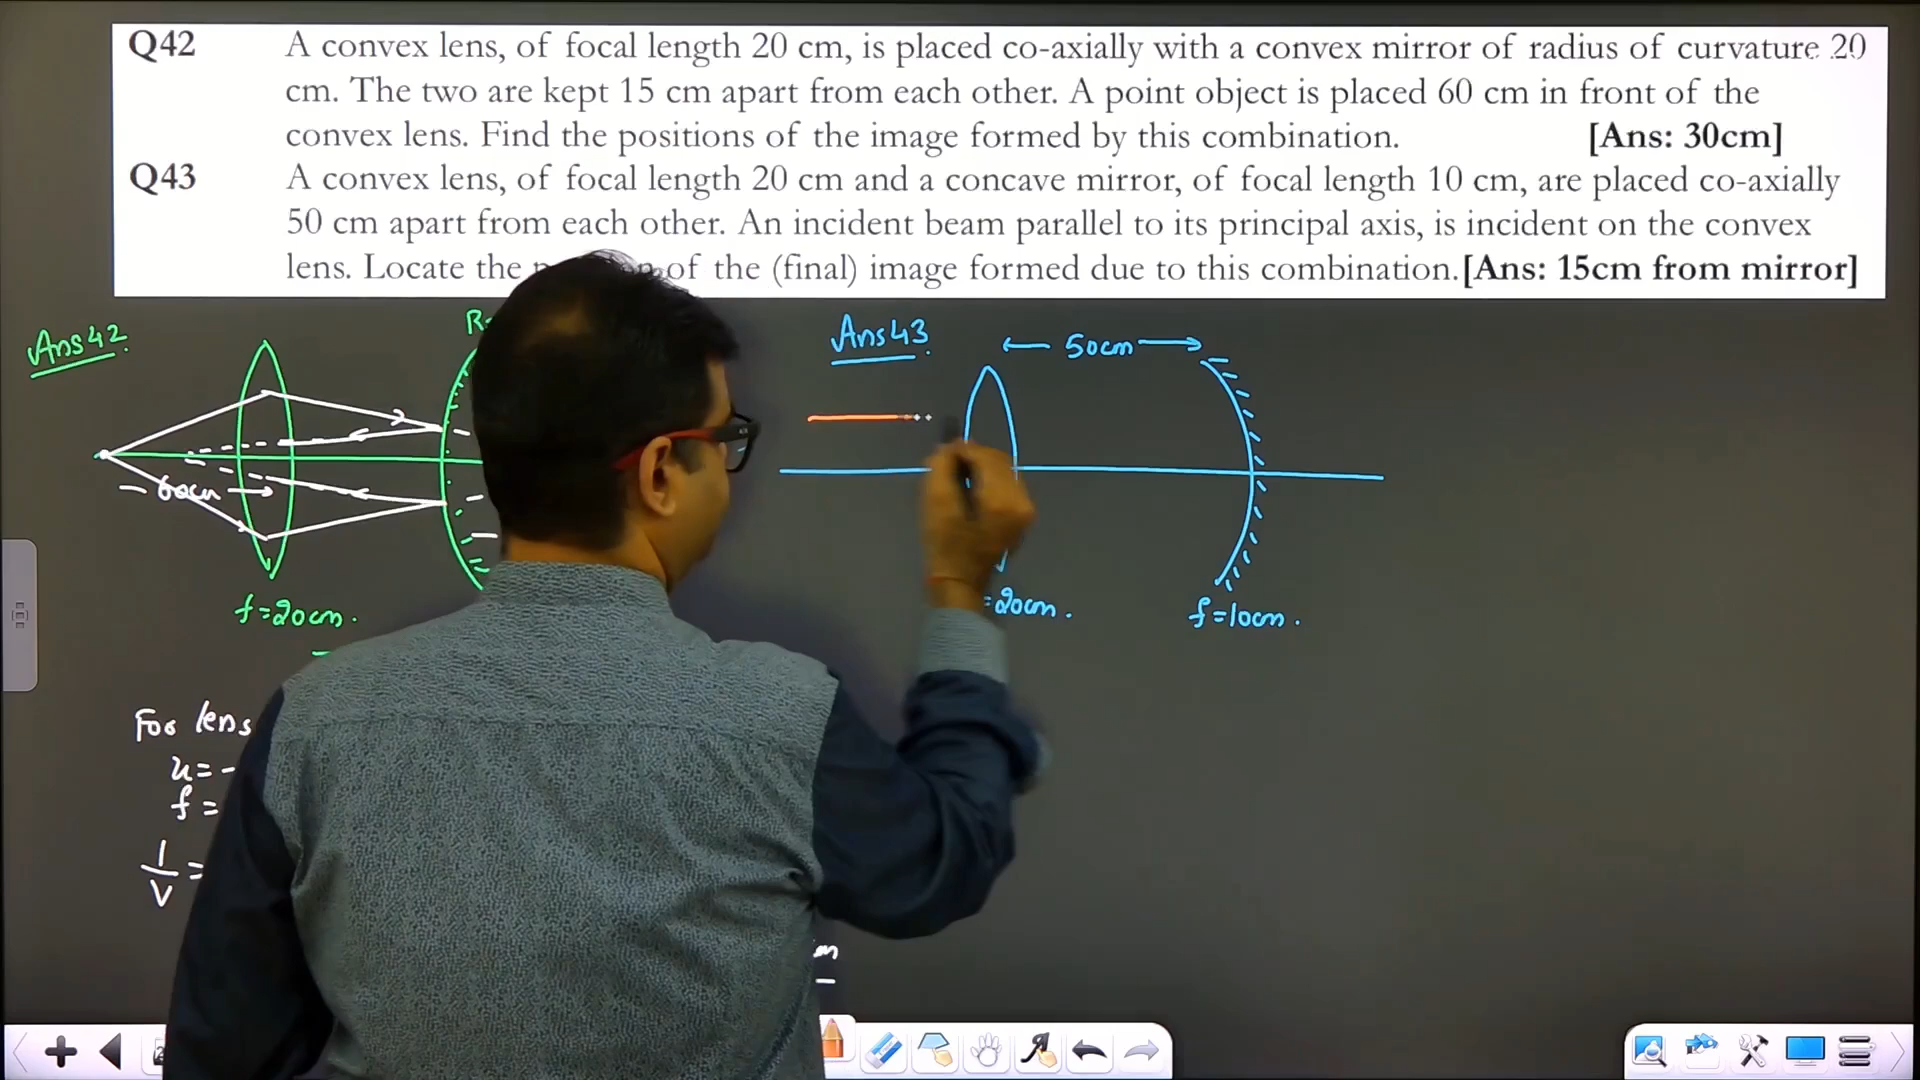 Q42 A convex lens, of focal length 20 cm, is placed co-axially with a convex mirror of radius of curvature 20
cm. The two are kept 15 cm apart from each other. A point object is placed 60 cm in front of the
convex lens. Find the positions of the image formed by this combination. [Ans: 30cm]
Q43 A convex lens, of focal length 20 cm and a concave mirror, of focal length 10 cm, are placed co-axially
50 cm apart from each other. An incident beam parallel to its principal axis, is incident on the convex
lens. Locate the of the (final) image formed due to this combination. [Ans: 15cm from mirror]
Ans42 R-
Ans43
50cm
60cm
f=20cm.
=20cm.
f=10cm.
For lens
u= -
f=
1/v =